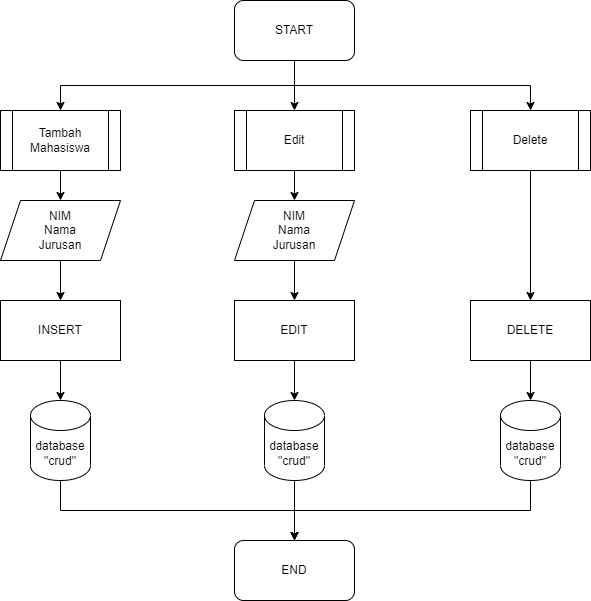 START
Tambah
Mahasiswa
Edit
Delete
NIM
Nama
Jurusan
NIM
Nama
Jurusan
INSERT
EDIT
DELETE
database
"crud"
database
"crud"
database
"crud"
END